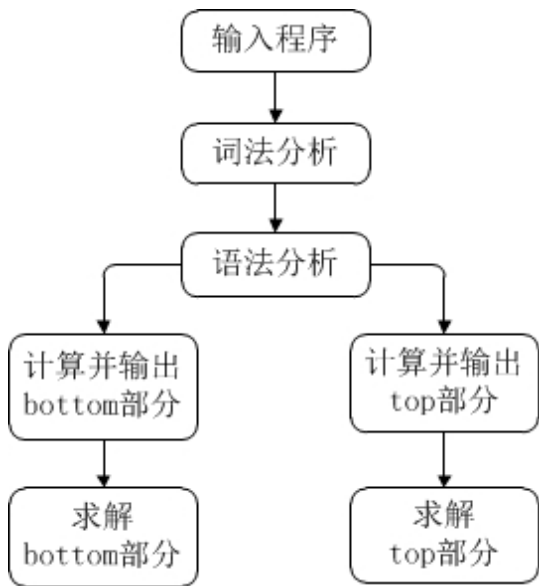 输入程序
词法分析
语法分析
计算并输出
bottom部分
计算并输出
top部分
求解
bottom部分
求解
top部分